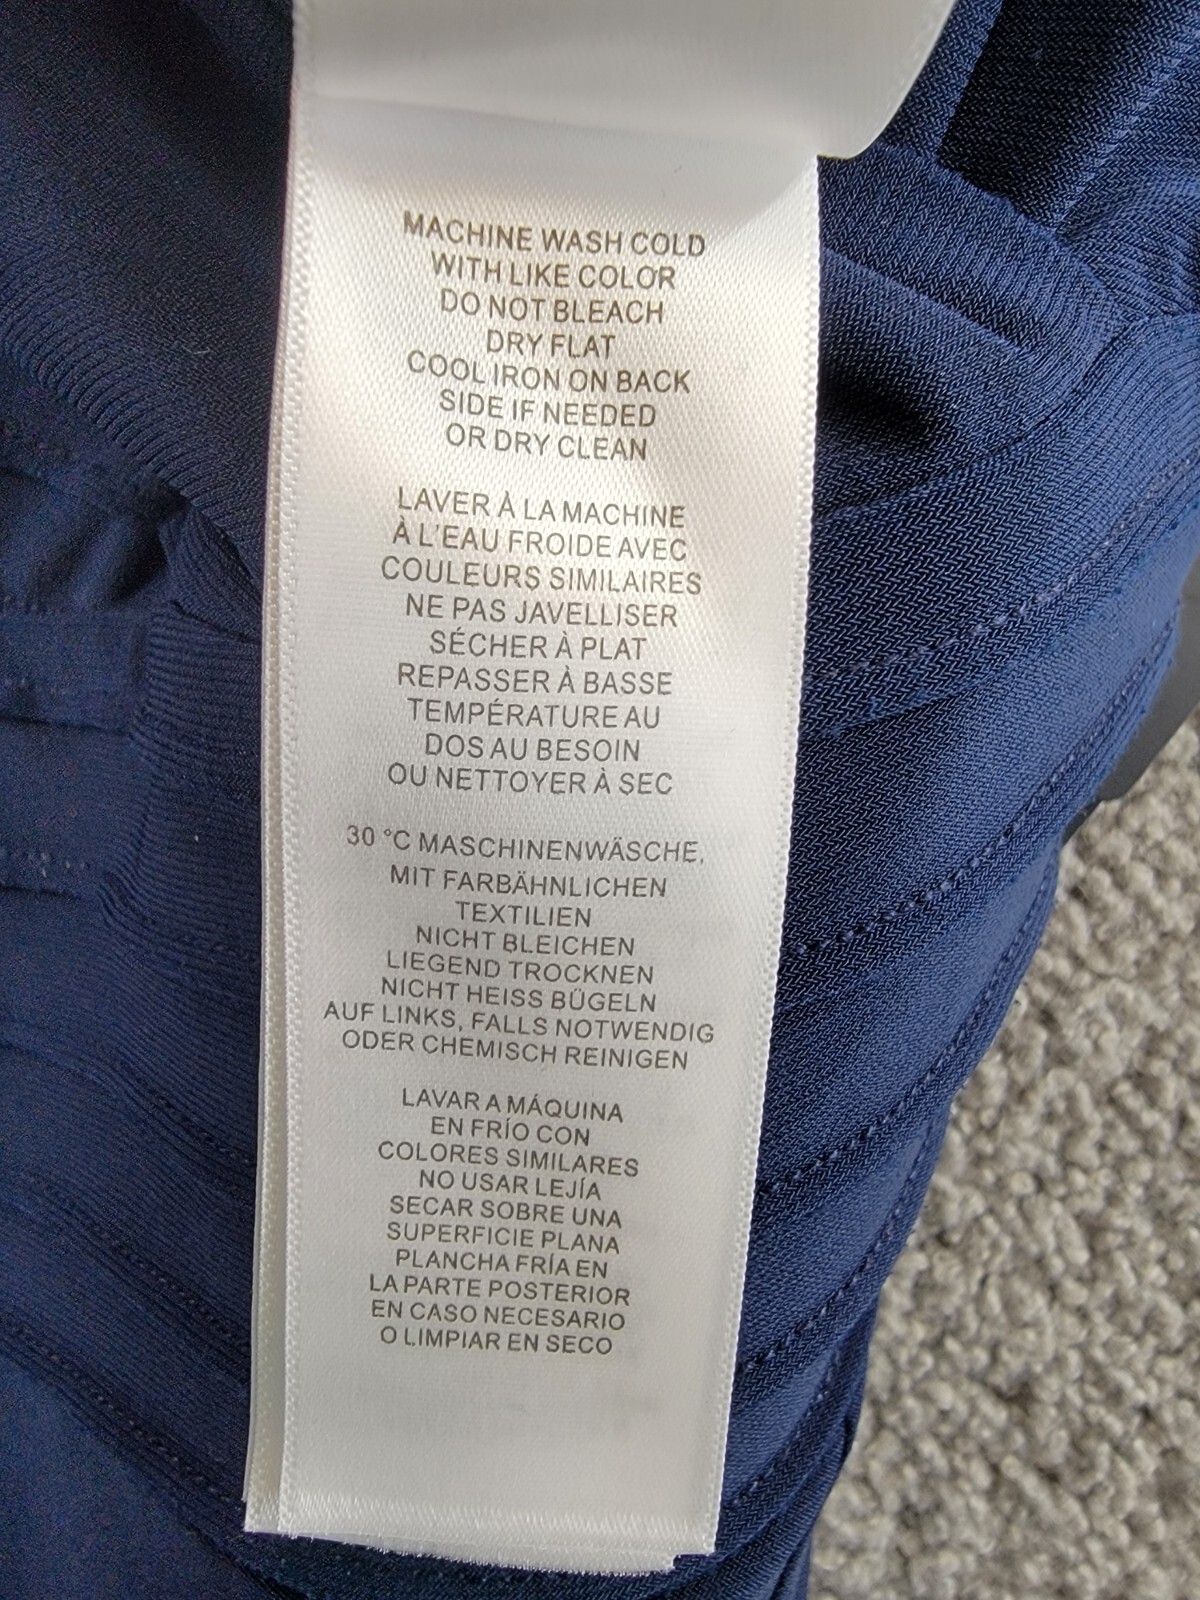 MACHINE WASH COLD
WITH LIKE COLOR
DO NOT BLEACH
DRY FLAT
COOL IRON ON BACK
SIDE IF NEEDED
OR DRY CLEAN
LAVER À LA MACHINE
À L'EAU FROIDE AVEC
COULEURS SIMILAIRES
NE PAS JAVELLISER
SÉCHER À PLAT
REPASSER À BASSE
TEMPÉRATURE AU
DOS AU BESOIN
OU NETTOYER À SEC
30 °C MASCHINENWÄSCHE,
MIT FARBÄHNLICHEN
TEXTILIEN
NICHT BLEICHEN
LIEGEND TROCKNEN
NICHT HEISS BÜGELN
AUF LINKS, FALLS NOTWENDIG
ODER CHEMISCH REINIGEN
LAVAR A MÁQUINA
EN FRÍO CON
COLORES SIMILARES
NO USAR LEJÍA
SECAR SOBRE UNA
SUPERFICIE PLANA
PLANCHA FRÍA EN
LA PARTE POSTERIOR
EN CASO NECESARIO
O LIMPIAR EN SECO